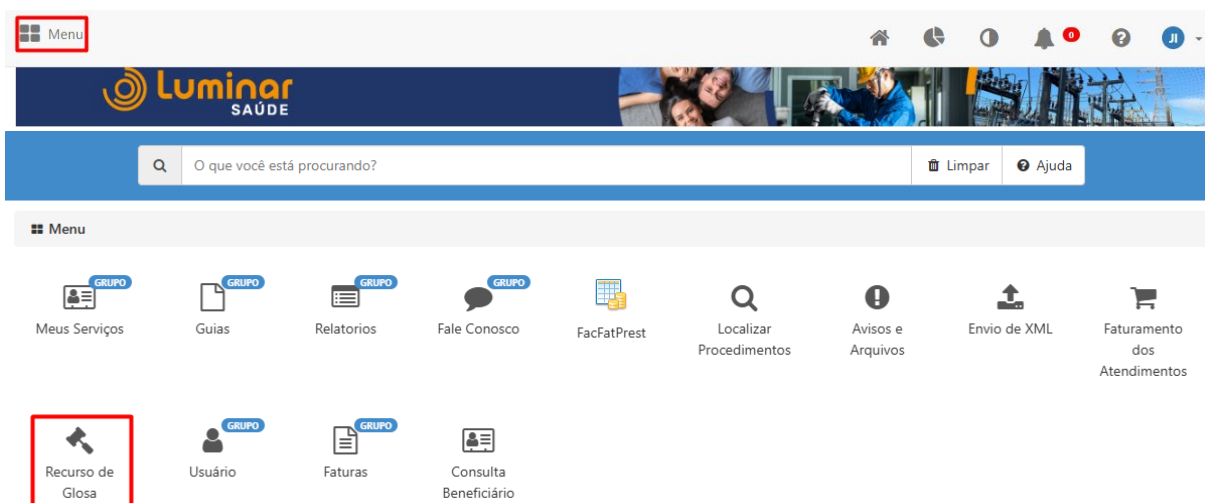 Menu
0
JI
Luminar
SAÚDE
O que você está procurando?
Limpar
Ajuda
Menu
GRUPO
GRUPO
GRUPO
GRUPO
Meus Serviços
Guias
Relatorios
Fale Conosco
FacFatPrest
Localizar
Procedimentos
Avisos e
Arquivos
Envio de XML
Faturamento
dos
Atendimentos
GRUPO
GRUPO
Recurso de
Glosa
Usuário
Faturas
Consulta
Beneficiário